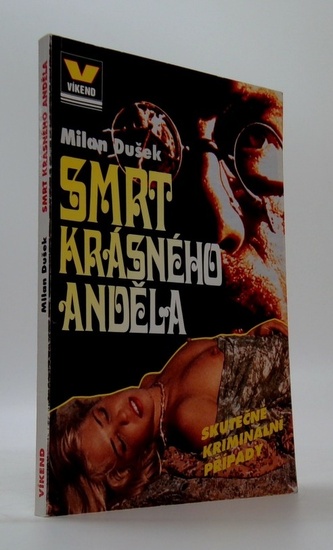 VÍKEND
Milan Dušek
SMRT
KRÁSNÉHO
ANDĚLA
SKUTEČNÉ
KRIMINÁLNÍ
PŘÍPADY
VÍKEND Milan Dušek SMRT KRÁSNÉHO ANDĚLA